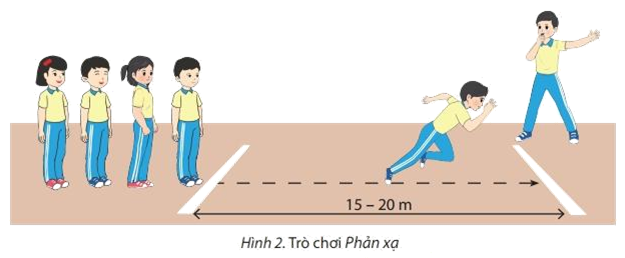 15 – 20 m
Hình 2. Trò chơi Phản xạ